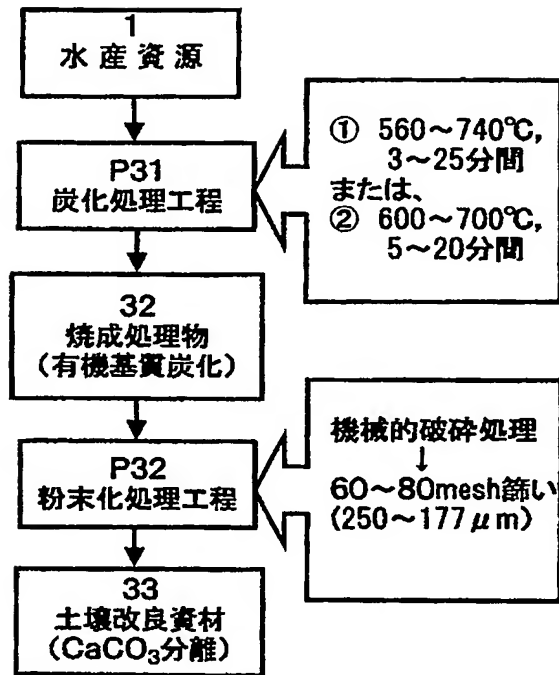 1
水産資源
P31
炭化処理工程
① 560～740℃,
3～25分間
または、
② 600～700℃,
5～20分間
32
焼成処理物
(有機基質炭化)
P32
粉末化処理工程
機械的破砕処理
↓
60～80mesh篩い
(250～177μm)
33
土壌改良資材
(CaCO₃分離)